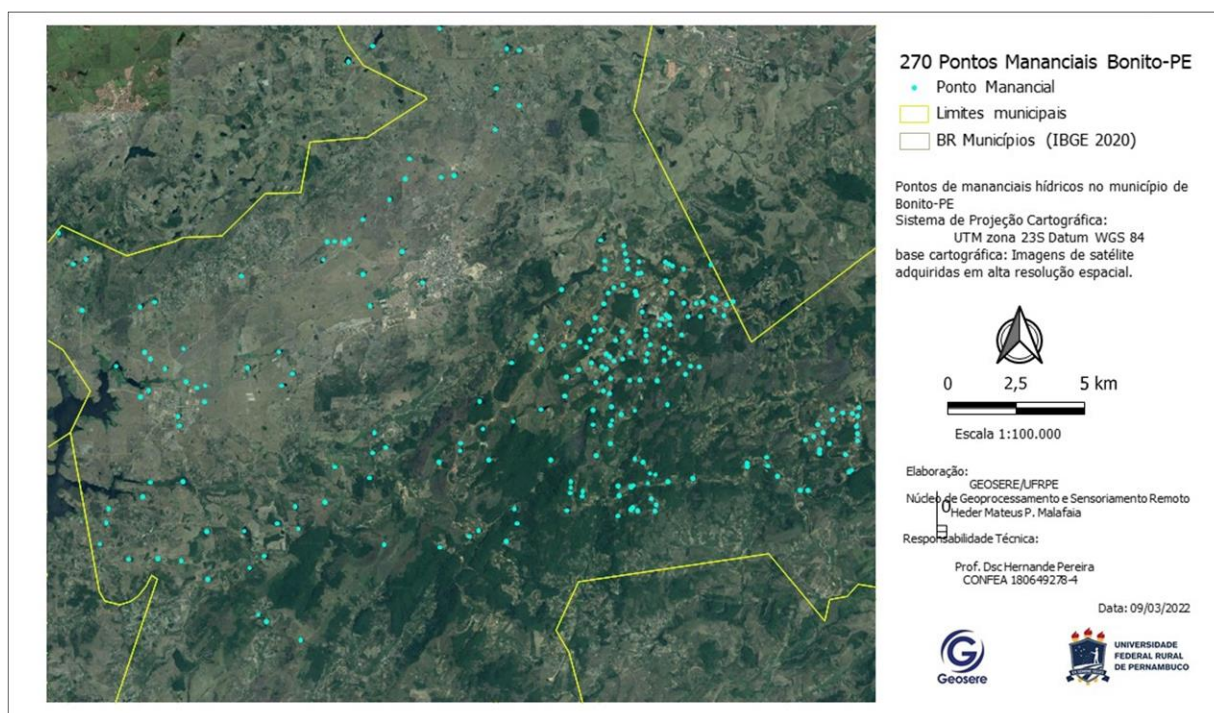 270 Pontos Mananciais Bonito-PE
Ponto Manancial
Limites municipais
BR Municípios (IBGE 2020)
Pontos de mananciais hídricos no município de
Bonito-PE
Sistema de Projeção Cartográfica:
UTM zona 23S Datum WGS 84
base cartográfica: Imagens de satélite
adquiridas em alta resolução espacial.
0 2,5 5 km
Escala 1:100.000
Elaboração:
GEOSERE/UFRPE
Núcleo de Geoprocessamento e Sensoriamento Remoto
0
Heder Mateus P. Malafaia
Responsabilidade Técnica:
Prof. Dsc Hernande Pereira
CONFEA 180649278-4
Data: 09/03/2022
Geosere
UNIVERSIDADE
FEDERAL RURAL
DE PERNAMBUCO